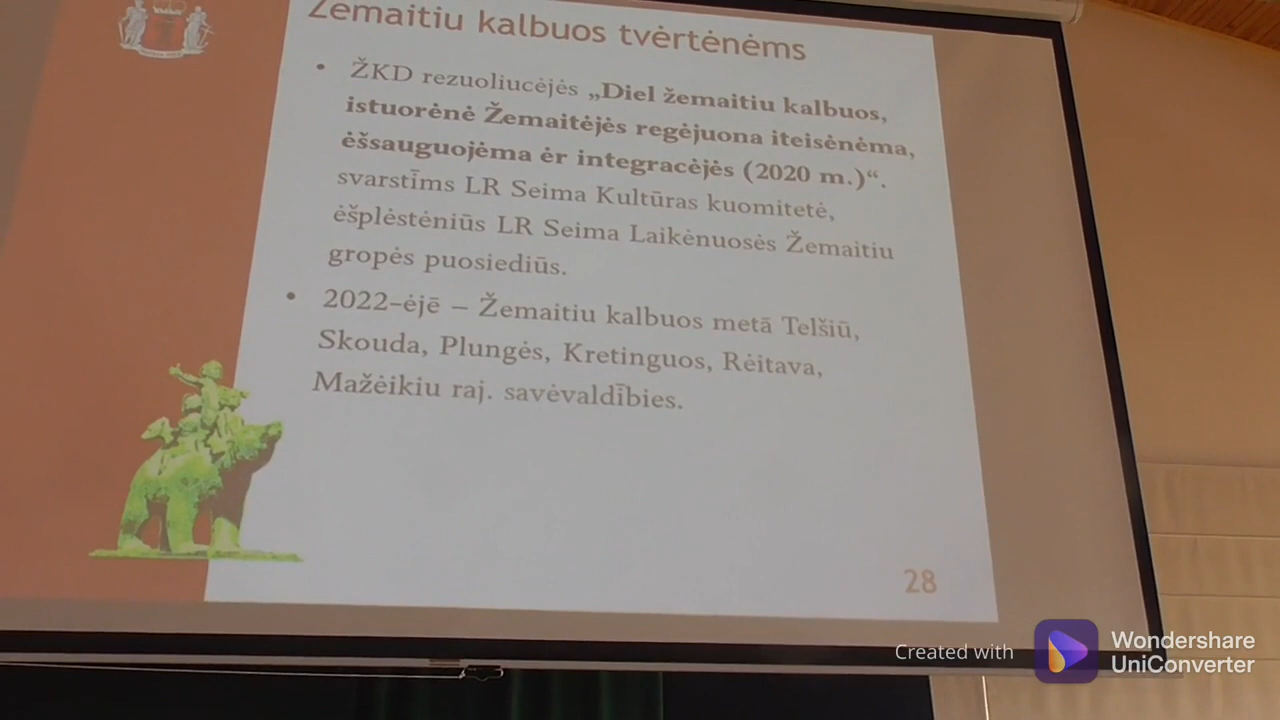 Žemaitiu kalbuos tvėrtėnėms
• ŽKD rezuoliucėjės „Diel žemaitiu kalbuos,
istuorėnė Žemaitėjės regėjuona iteisėnėma,
ėšsauguojėma ėr integracėjės (2020 m.)“.
svarstīms LR Seima Kultūras kuomitetė,
ėšplėstėniūs LR Seima Laikėnuosės Žemaitiu
gropės puosiediūs.
• 2022-ėjē – Žemaitiu kalbuos metā Telšiū,
Skouda, Plungės, Kretinguos, Rėitava,
Mažėikiu raj. savėvaldībies.
28
Created with
Wondershare
UniConverter